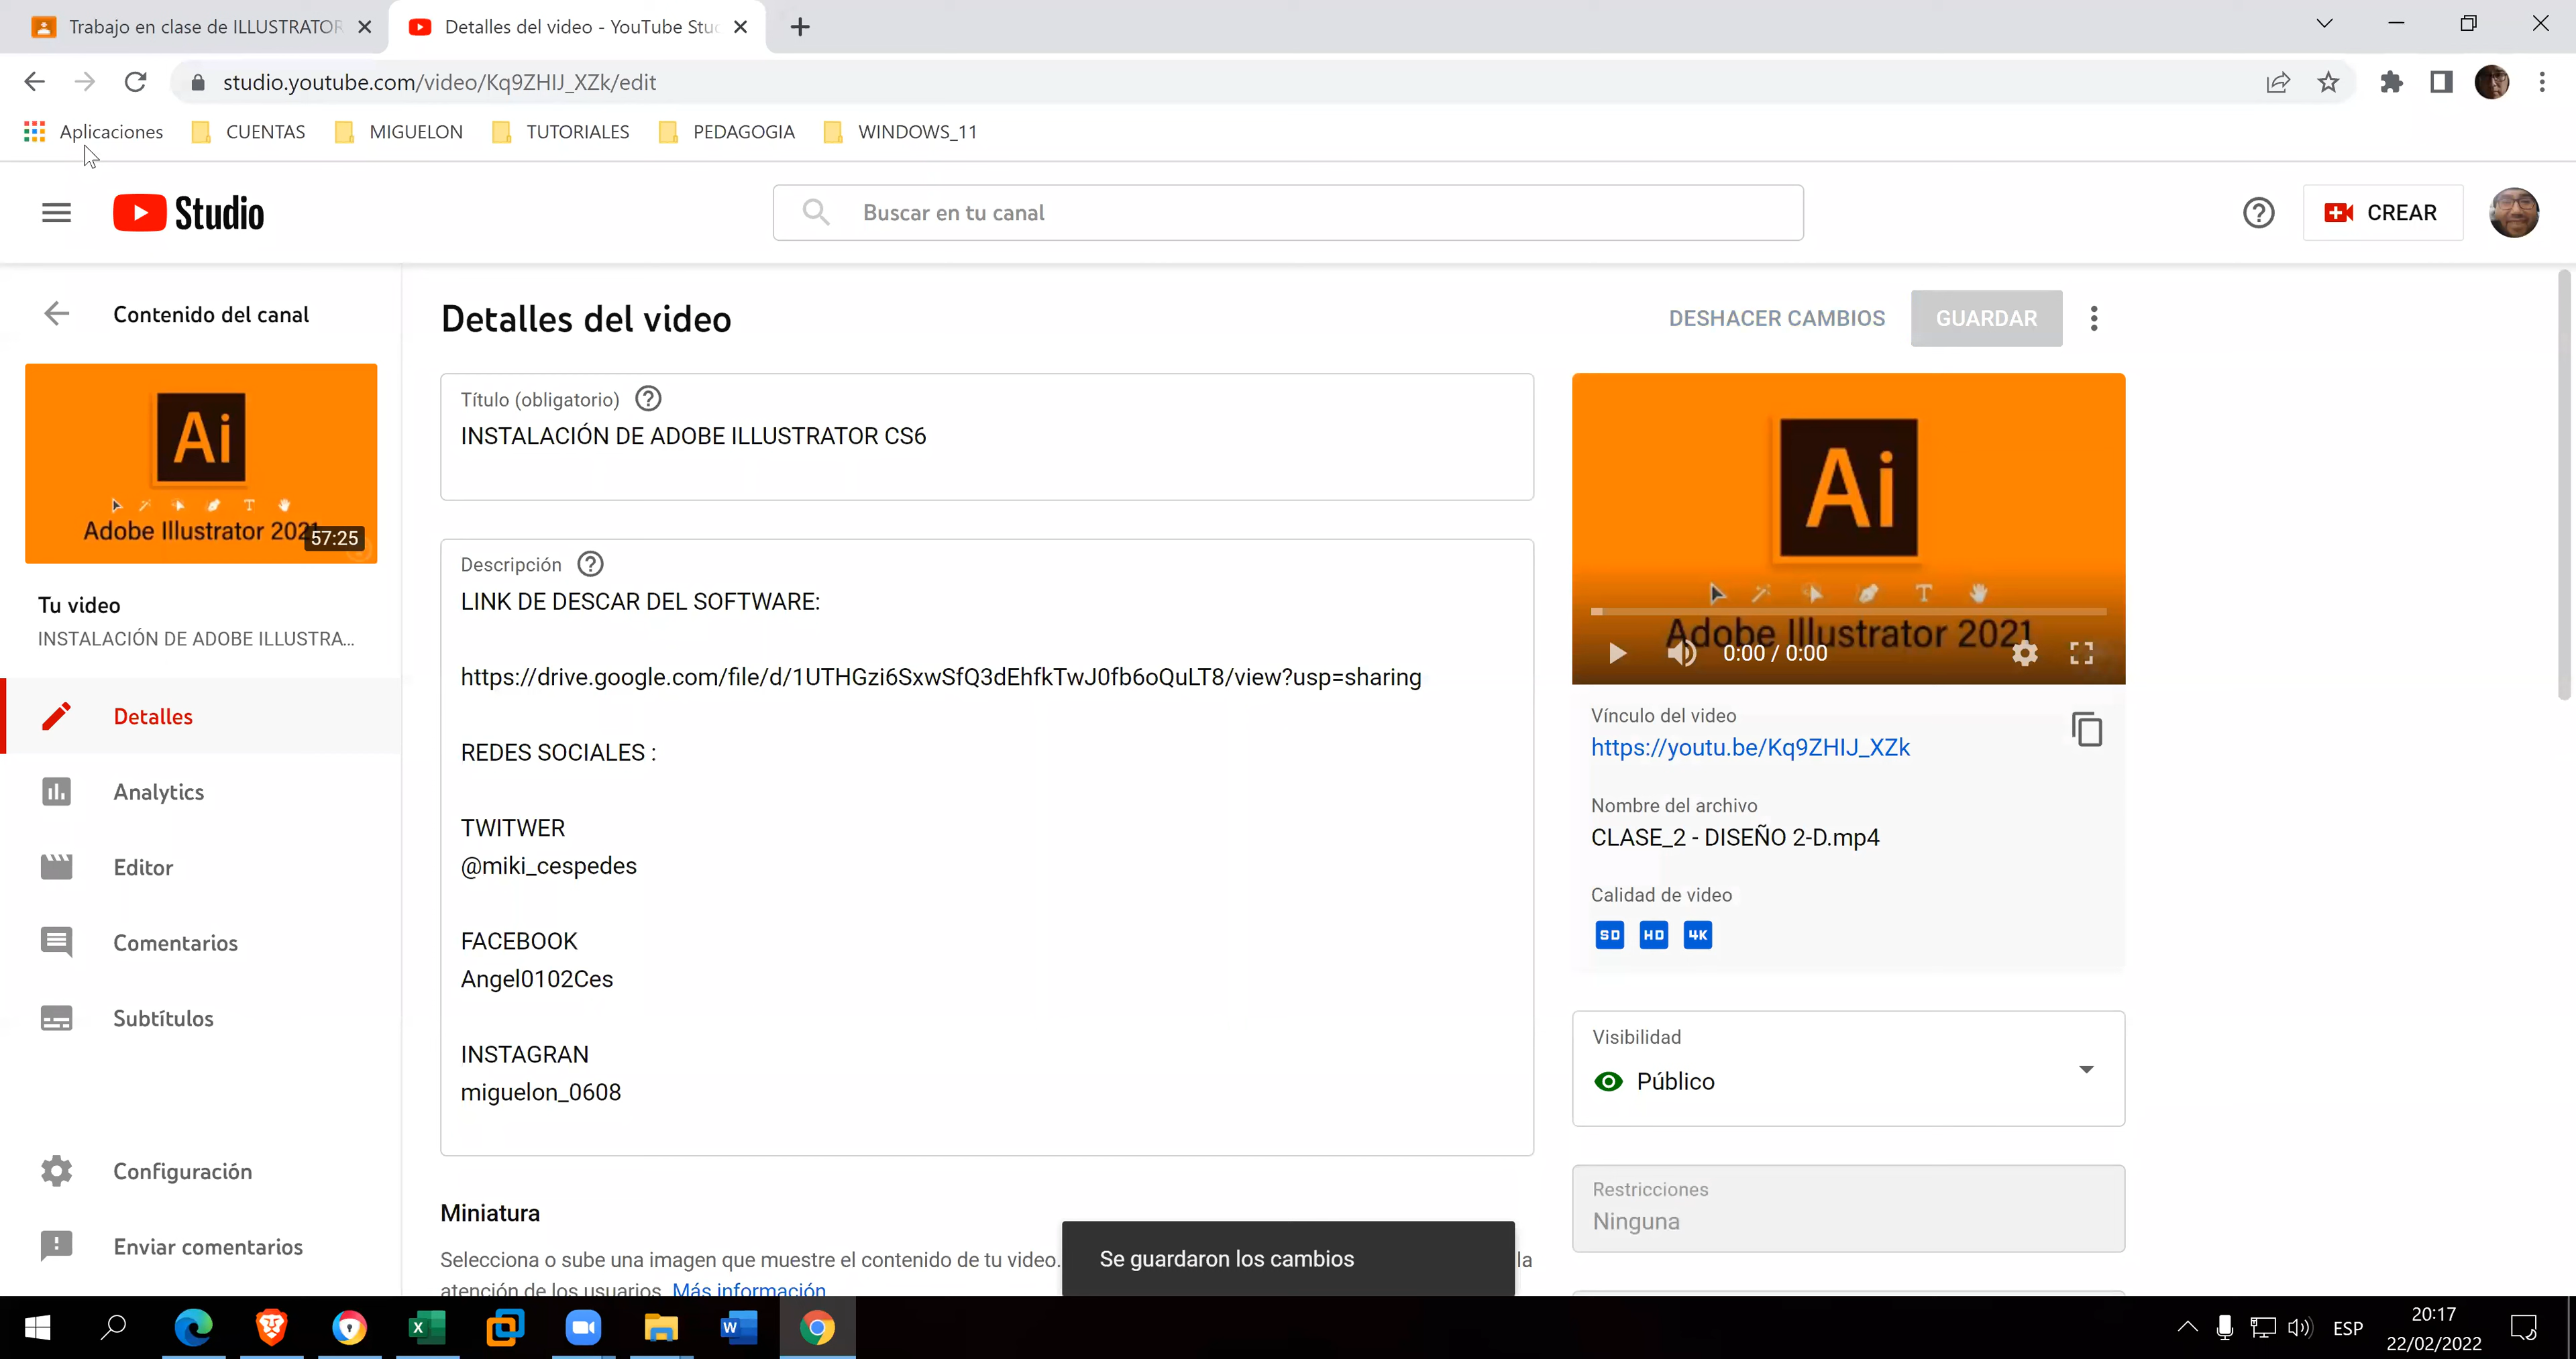 Trabajo en clase de ILLUSTRATOR
Detalles del video - YouTube Stu
studio.youtube.com/video/Kq9ZHIJ_XZk/edit
Aplicaciones
CUENTAS
MIGUELON
TUTORIALES
PEDAGOGIA
WINDOWS_11
Studio
Buscar en tu canal
CREAR
Contenido del canal
Detalles del video
DESHACER CAMBIOS
GUARDAR
Ai
Adobe Illustrator 202
57:25
Tu video
INSTALACIÓN DE ADOBE ILLUSTRA...
Detalles
Analytics
Editor
Comentarios
Subtítulos
Configuración
Enviar comentarios
Título (obligatorio)
INSTALACIÓN DE ADOBE ILLUSTRATOR CS6
Descripción
LINK DE DESCAR DEL SOFTWARE:
https://drive.google.com/file/d/1UTHGzi6SxwSfQ3dEhfkTwJ0fb6oQuLT8/view?usp=sharing
REDES SOCIALES :
TWITWER
@miki_cespedes
FACEBOOK
Angel0102Ces
INSTAGRAN
miguelon_0608
Miniatura
Selecciona o sube una imagen que muestre el contenido de tu video. la
atención de los usuarios. Más información
Se guardaron los cambios
Ai
Adobe Illustrator 2021
0:00 / 0:00
Vínculo del video
https://youtu.be/Kq9ZHIJ_XZk
Nombre del archivo
CLASE_2 - DISEÑO 2-D.mp4
Calidad de video
SD HD 4K
Visibilidad
Público
Restricciones
Ninguna
ESP
20:17
22/02/2022